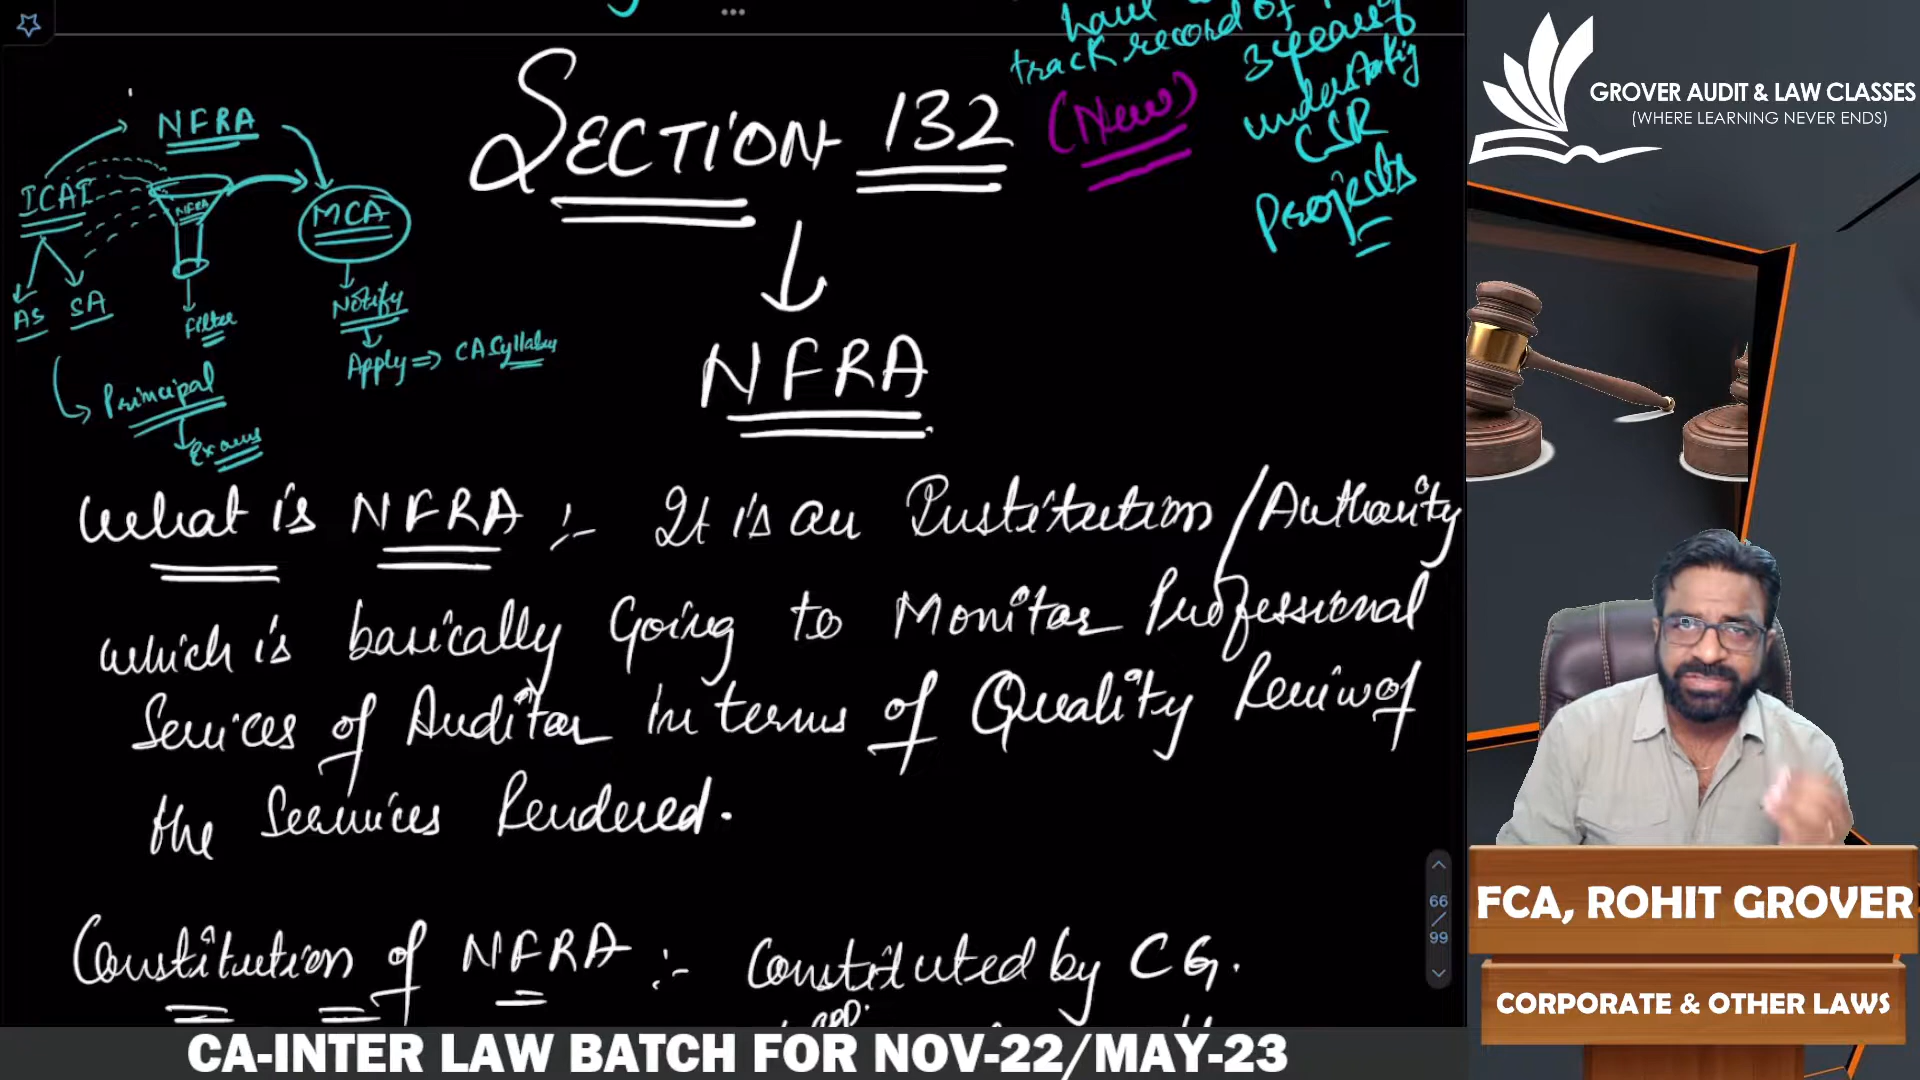 track record of
3 years of
undertaking
CSR
Projects
SECTION 132
(New)
NFRA
ICAI
NFRA
MCA
AS
SA
Filter
Notify
Apply ⇒ CA Syllabus
Principal
Exams
NFRA
What is NFRA :- It is an Institution / Authority
which is basically Going to Monitor Professional
Services of Auditor in terms of Quality Review of
the Services Rendered.
Constitution of NFRA :- Constituted by CG.
66
99
GROVER AUDIT & LAW CLASSES
(WHERE LEARNING NEVER ENDS)
FCA, ROHIT GROVER
CORPORATE & OTHER LAWS
CA-INTER LAW BATCH FOR NOV-22/MAY-23